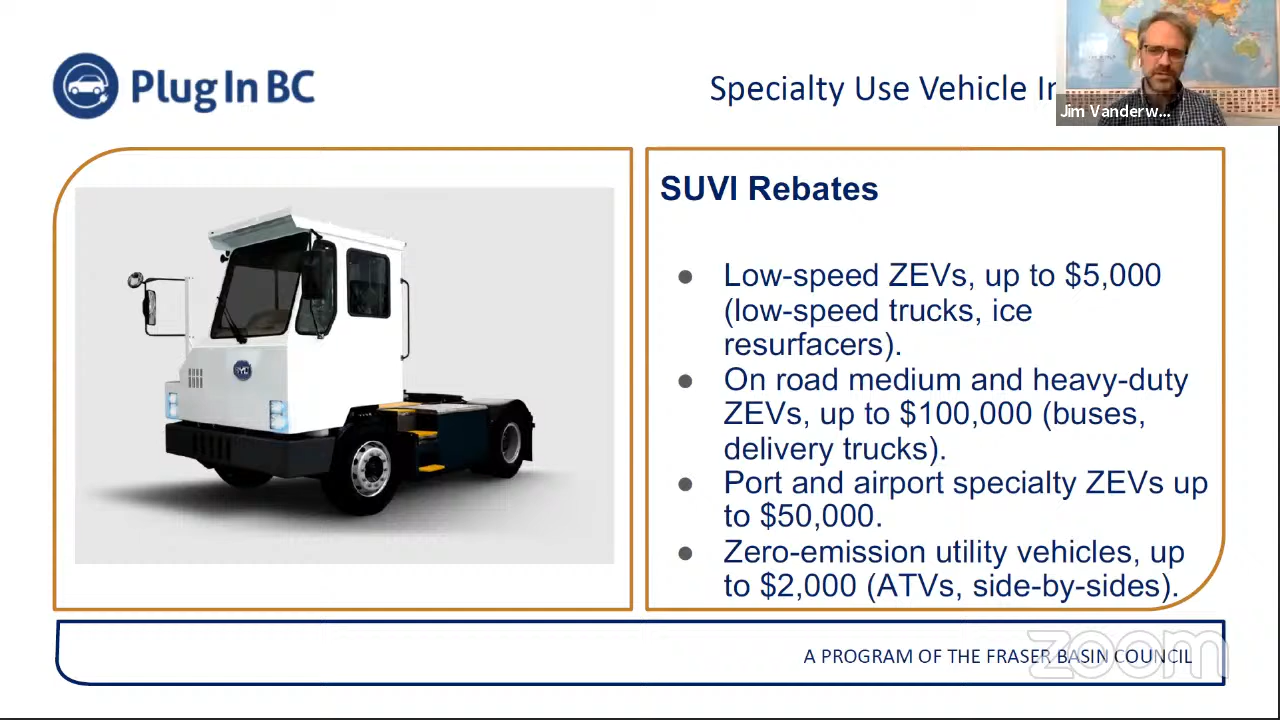 Plug In BC
Specialty Use Vehicle
Jim Vanderw...
SUVI Rebates
● Low-speed ZEVs, up to $5,000
(low-speed trucks, ice
resurfacers).
● On road medium and heavy-duty
ZEVs, up to $100,000 (buses,
delivery trucks).
● Port and airport specialty ZEVs up
to $50,000.
● Zero-emission utility vehicles, up
to $2,000 (ATVs, side-by-sides).
BYD
A PROGRAM OF THE FRASER BASIN COUNCIL
zoom